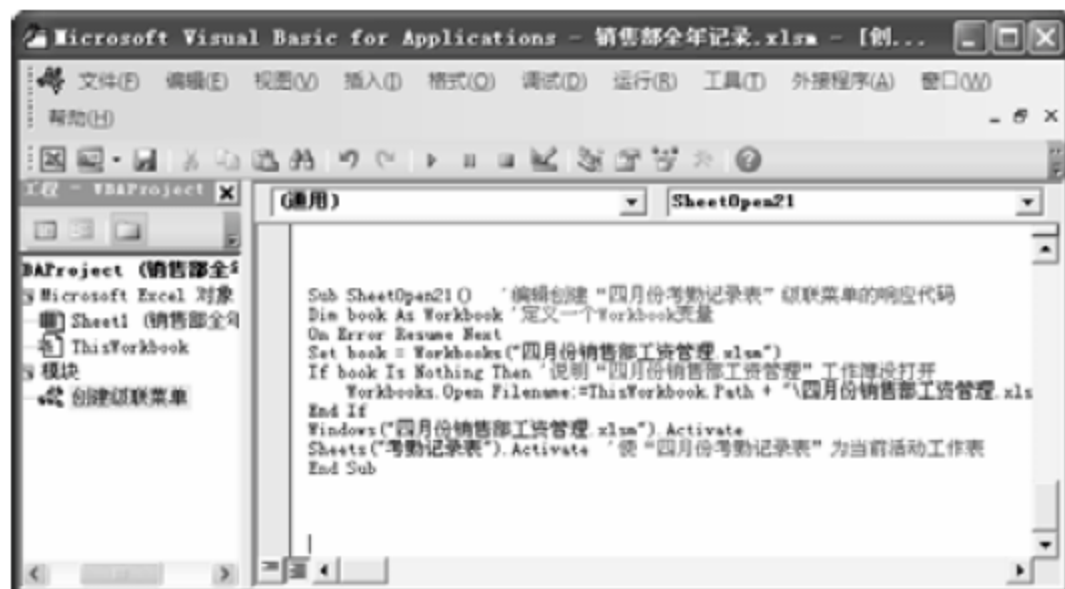 Microsoft Visual Basic for Applications - 销售部全年记录.xlsm - [创...
文件(F) 编辑(E) 视图(V) 插入(I) 格式(O) 调试(D) 运行(R) 工具(T) 外接程序(A) 窗口(W)
帮助(H)
工程 - VBAProject
(通用)
SheetOpen21
BAProject (销售部全年
Microsoft Excel 对象
Sheet1 (销售部全年
ThisWorkbook
模块
创建级联菜单
Sub SheetOpen21() '编辑创建“四月份考勤记录表”级联菜单的响应代码
Dim book As Workbook '定义一个Workbook变量
On Error Resume Next
Set book = Workbooks("四月份销售部工资管理.xlsm")
If book Is Nothing Then '说明“四月份销售部工资管理”工作簿没打开
Workbooks.Open Filename:=ThisWorkbook.Path + "\四月份销售部工资管理.xls
End If
Windows("四月份销售部工资管理.xlsm").Activate
Sheets("考勤记录表").Activate '使“四月份考勤记录表”为当前活动工作表
End Sub